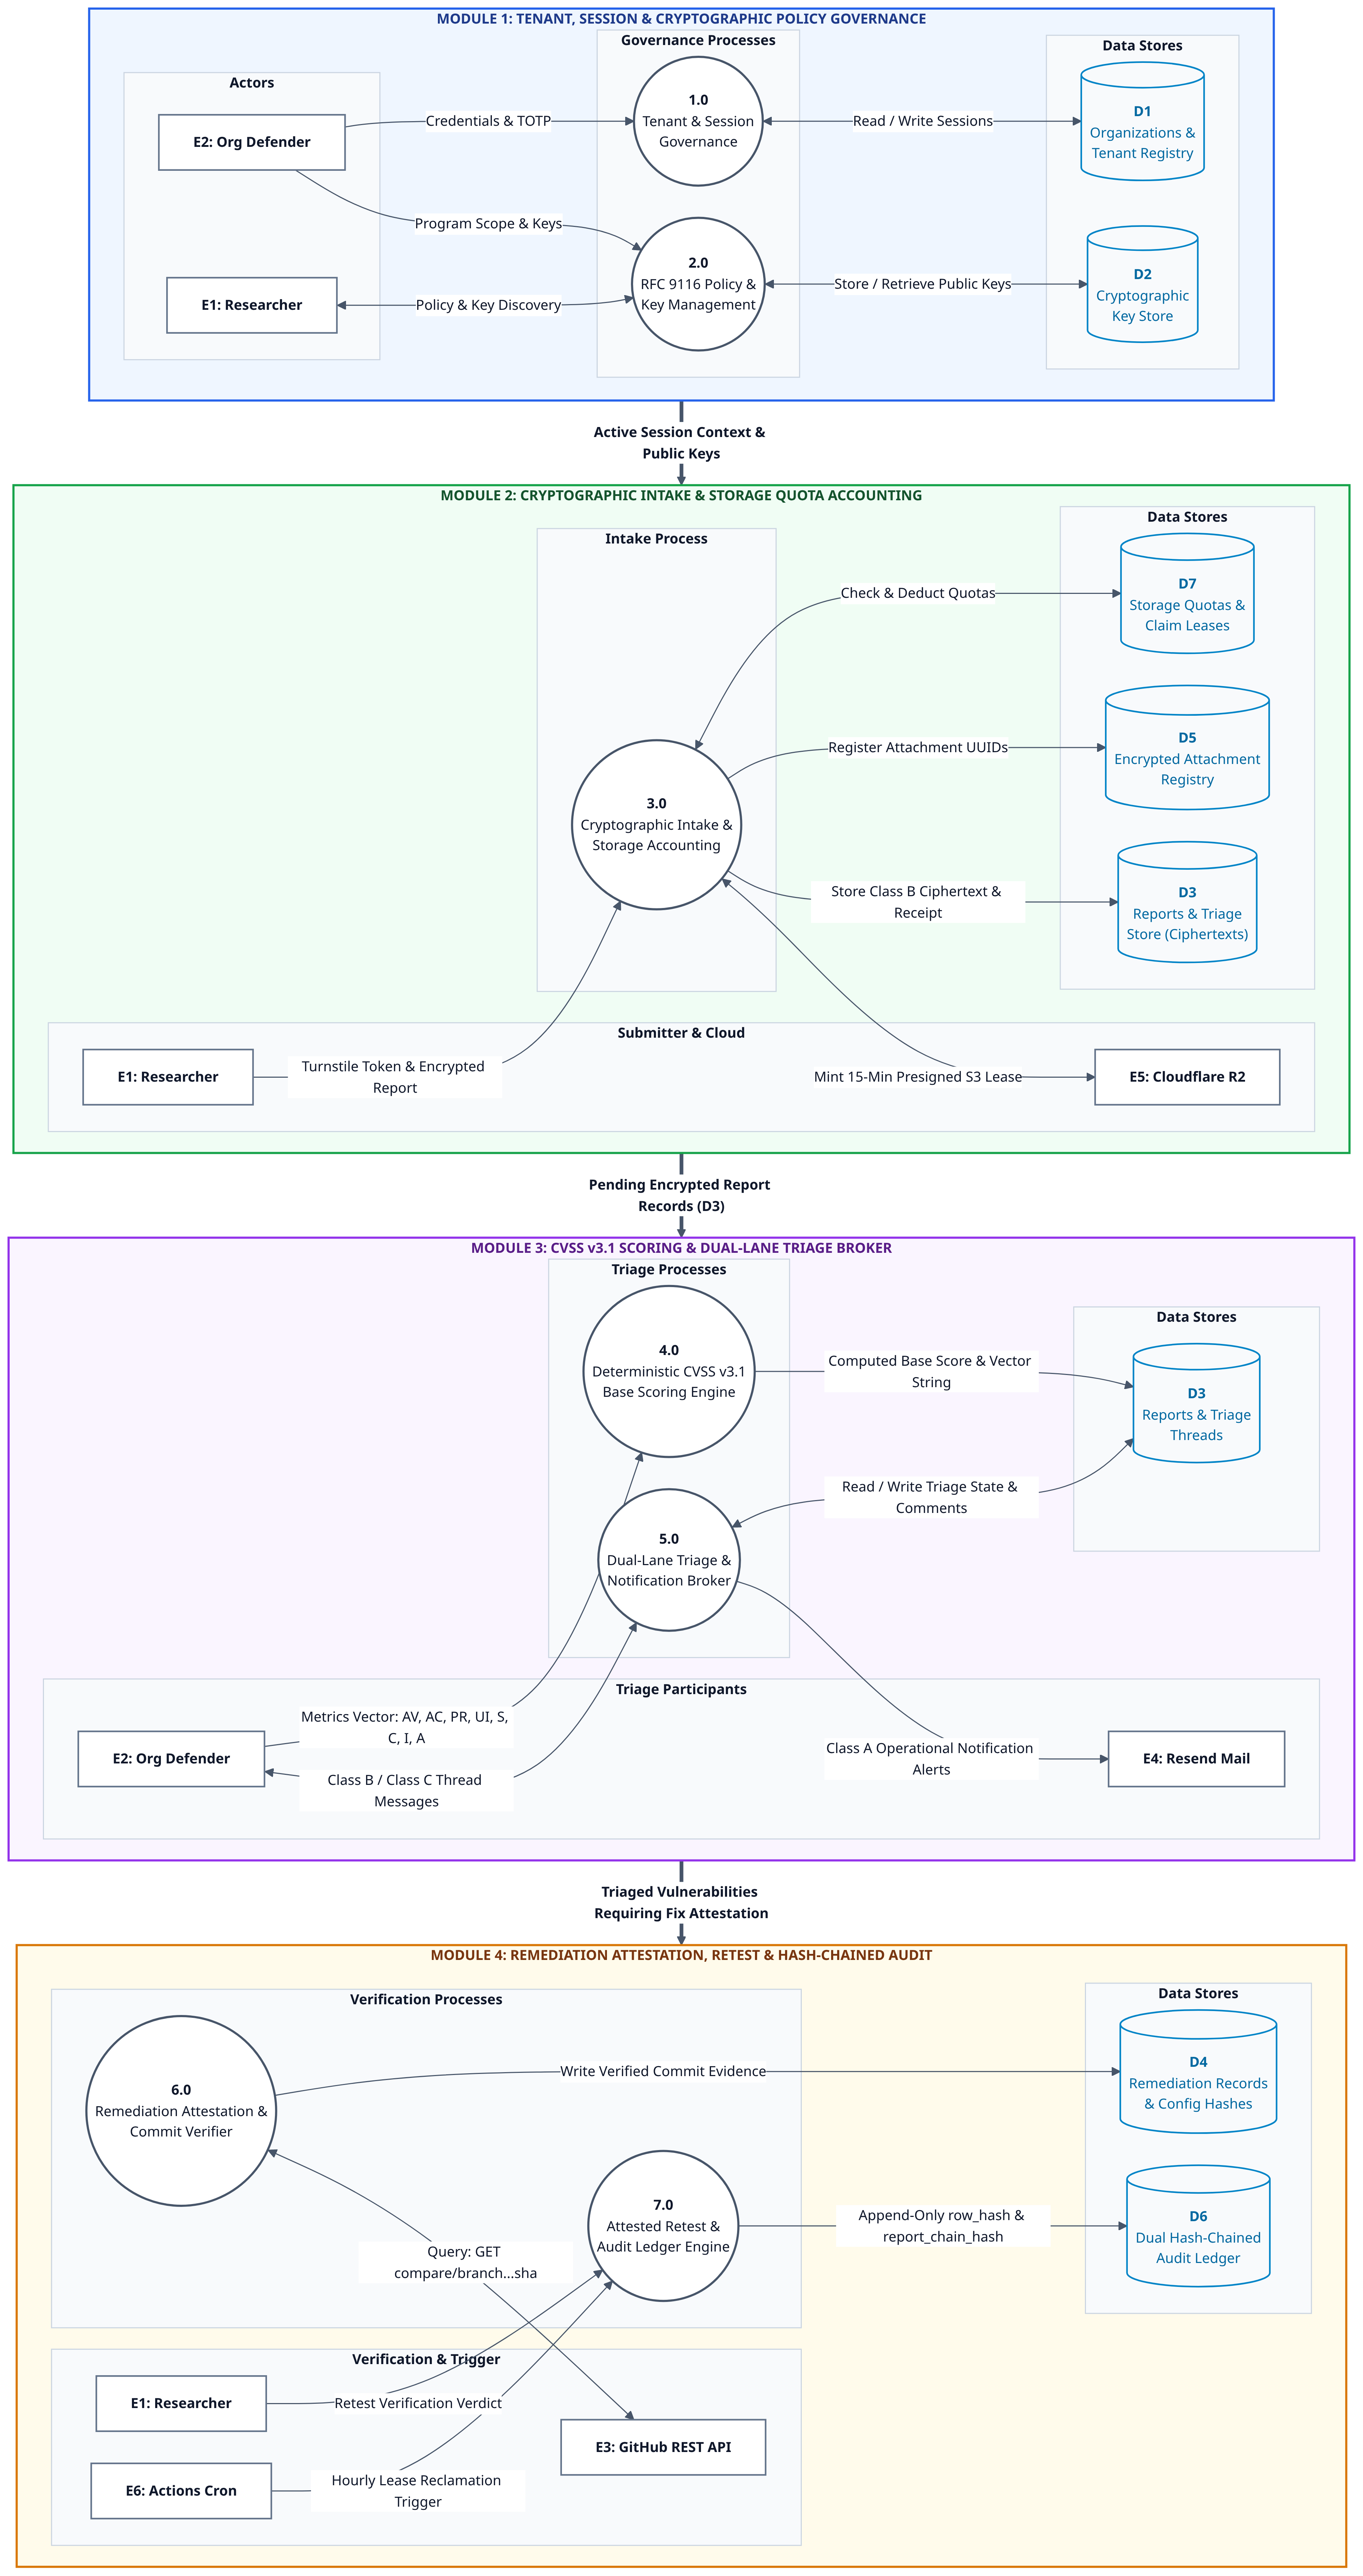 MODULE 1: TENANT, SESSION & CRYPTOGRAPHIC POLICY GOVERNANCE
Actors
Governance Processes
Data Stores
E2: Org Defender
Credentials & TOTP
1.0
Tenant & Session
Governance
Read / Write Sessions
D1
Organizations &
Tenant Registry
Program Scope & Keys
E1: Researcher
Policy & Key Discovery
2.0
RFC 9116 Policy &
Key Management
Store / Retrieve Public Keys
D2
Cryptographic
Key Store
Active Session Context &
Public Keys
MODULE 2: CRYPTOGRAPHIC INTAKE & STORAGE QUOTA ACCOUNTING
Intake Process
Data Stores
Check & Deduct Quotas
D7
Storage Quotas &
Claim Leases
Register Attachment UUIDs
D5
Encrypted Attachment
Registry
3.0
Cryptographic Intake &
Storage Accounting
Store Class B Ciphertext &
Receipt
D3
Reports & Triage
Store (Ciphertexts)
Submitter & Cloud
E1: Researcher
Turnstile Token & Encrypted
Report
Mint 15-Min Presigned S3 Lease
E5: Cloudflare R2
Pending Encrypted Report
Records (D3)
MODULE 3: CVSS v3.1 SCORING & DUAL-LANE TRIAGE BROKER
Triage Processes
Data Stores
4.0
Deterministic CVSS v3.1
Base Scoring Engine
Computed Base Score & Vector
String
D3
Reports & Triage
Threads
Read / Write Triage State &
Comments
5.0
Dual-Lane Triage &
Notification Broker
Triage Participants
Metrics Vector: AV, AC, PR, UI, S,
C, I, A
E2: Org Defender
Class B / Class C Thread
Messages
Class A Operational Notification
Alerts
E4: Resend Mail
Triaged Vulnerabilities
Requiring Fix Attestation
MODULE 4: REMEDIATION ATTESTATION, RETEST & HASH-CHAINED AUDIT
Verification Processes
Data Stores
6.0
Remediation Attestation &
Commit Verifier
Write Verified Commit Evidence
D4
Remediation Records
& Config Hashes
7.0
Attested Retest &
Audit Ledger Engine
Append-Only row_hash &
report_chain_hash
D6
Dual Hash-Chained
Audit Ledger
Query: GET
compare/branch...sha
Verification & Trigger
E1: Researcher
Retest Verification Verdict
E3: GitHub REST API
E6: Actions Cron
Hourly Lease Reclamation
Trigger